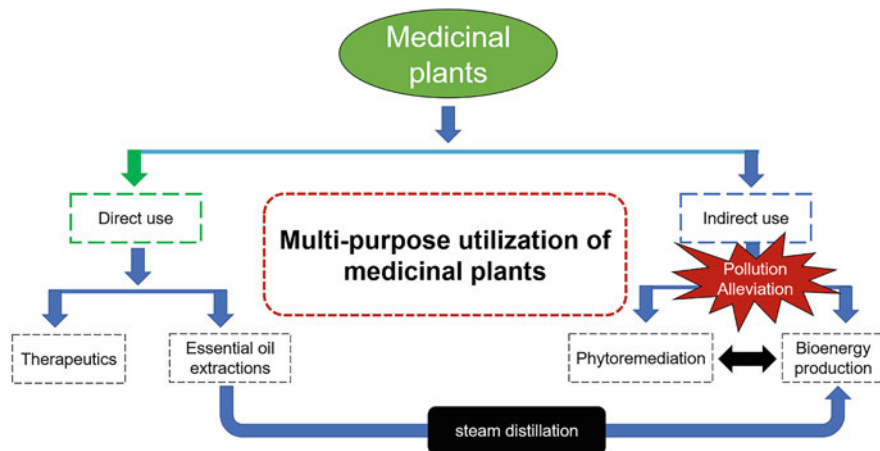 Medicinal
plants
Direct use
Indirect use
Multi-purpose utilization of
medicinal plants
Pollution
Alleviation
Therapeutics
Essential oil
extractions
Phytoremediation
Bioenergy
production
steam distillation